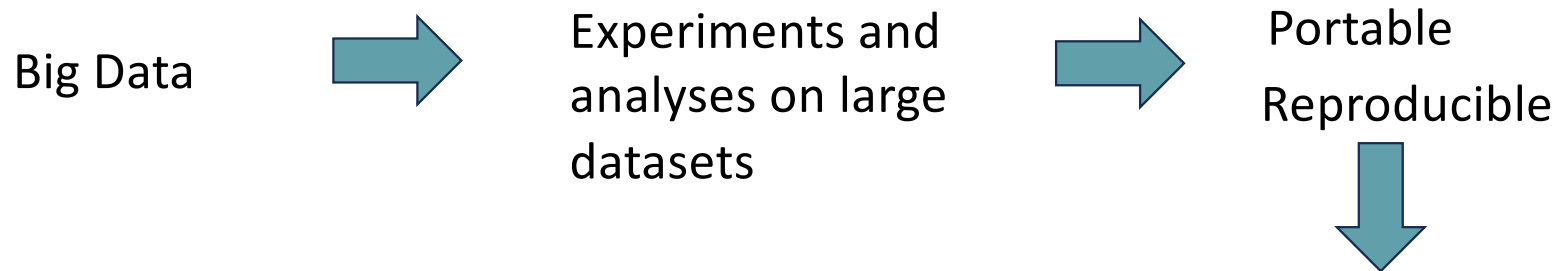 Big Data
Experiments and
analyses on large
datasets
Portable
Reproducible